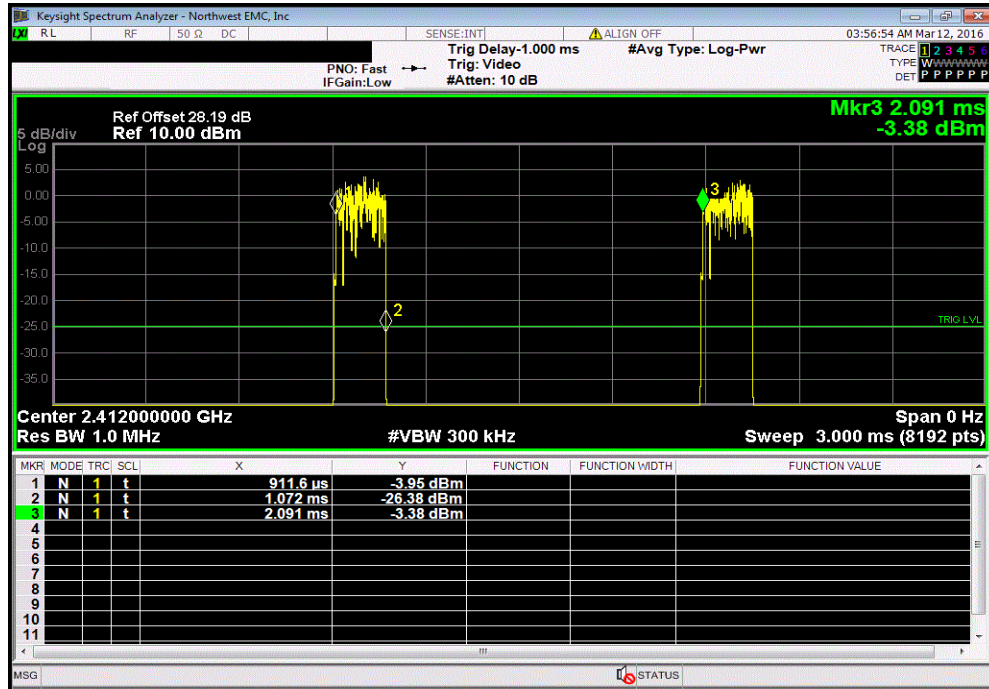 Keysight Spectrum Analyzer - Northwest EMC, Inc
LXI RL RF 50 Ω DC SENSE:INT ALIGN OFF 03:56:54 AM Mar 12, 2016
Trig Delay-1.000 ms #Avg Type: Log-Pwr TRACE 1 2 3 4 5 6
PNO: Fast Trig: Video TYPE WWWWWWW
IFGain:Low #Atten: 10 dB DET P P P P P P
Mkr3 2.091 ms
-3.38 dBm
Ref Offset 28.19 dB
5 dB/div Ref 10.00 dBm
Log
5.00
0.00
3
-5.00
-10.0
-15.0
-20.0
2
-25.0 TRIG LVL
-30.0
-35.0
Center 2.412000000 GHz Span 0 Hz
Res BW 1.0 MHz #VBW 300 kHz Sweep 3.000 ms (8192 pts)
MKR MODE TRC SCL X Y FUNCTION FUNCTION WIDTH FUNCTION VALUE
1 N 1 t 911.6 µs -3.95 dBm
2 N 1 t 1.072 ms -26.38 dBm
3 N 1 t 2.091 ms -3.38 dBm
4
5
6
7
8
9
10
11
MSG STATUS